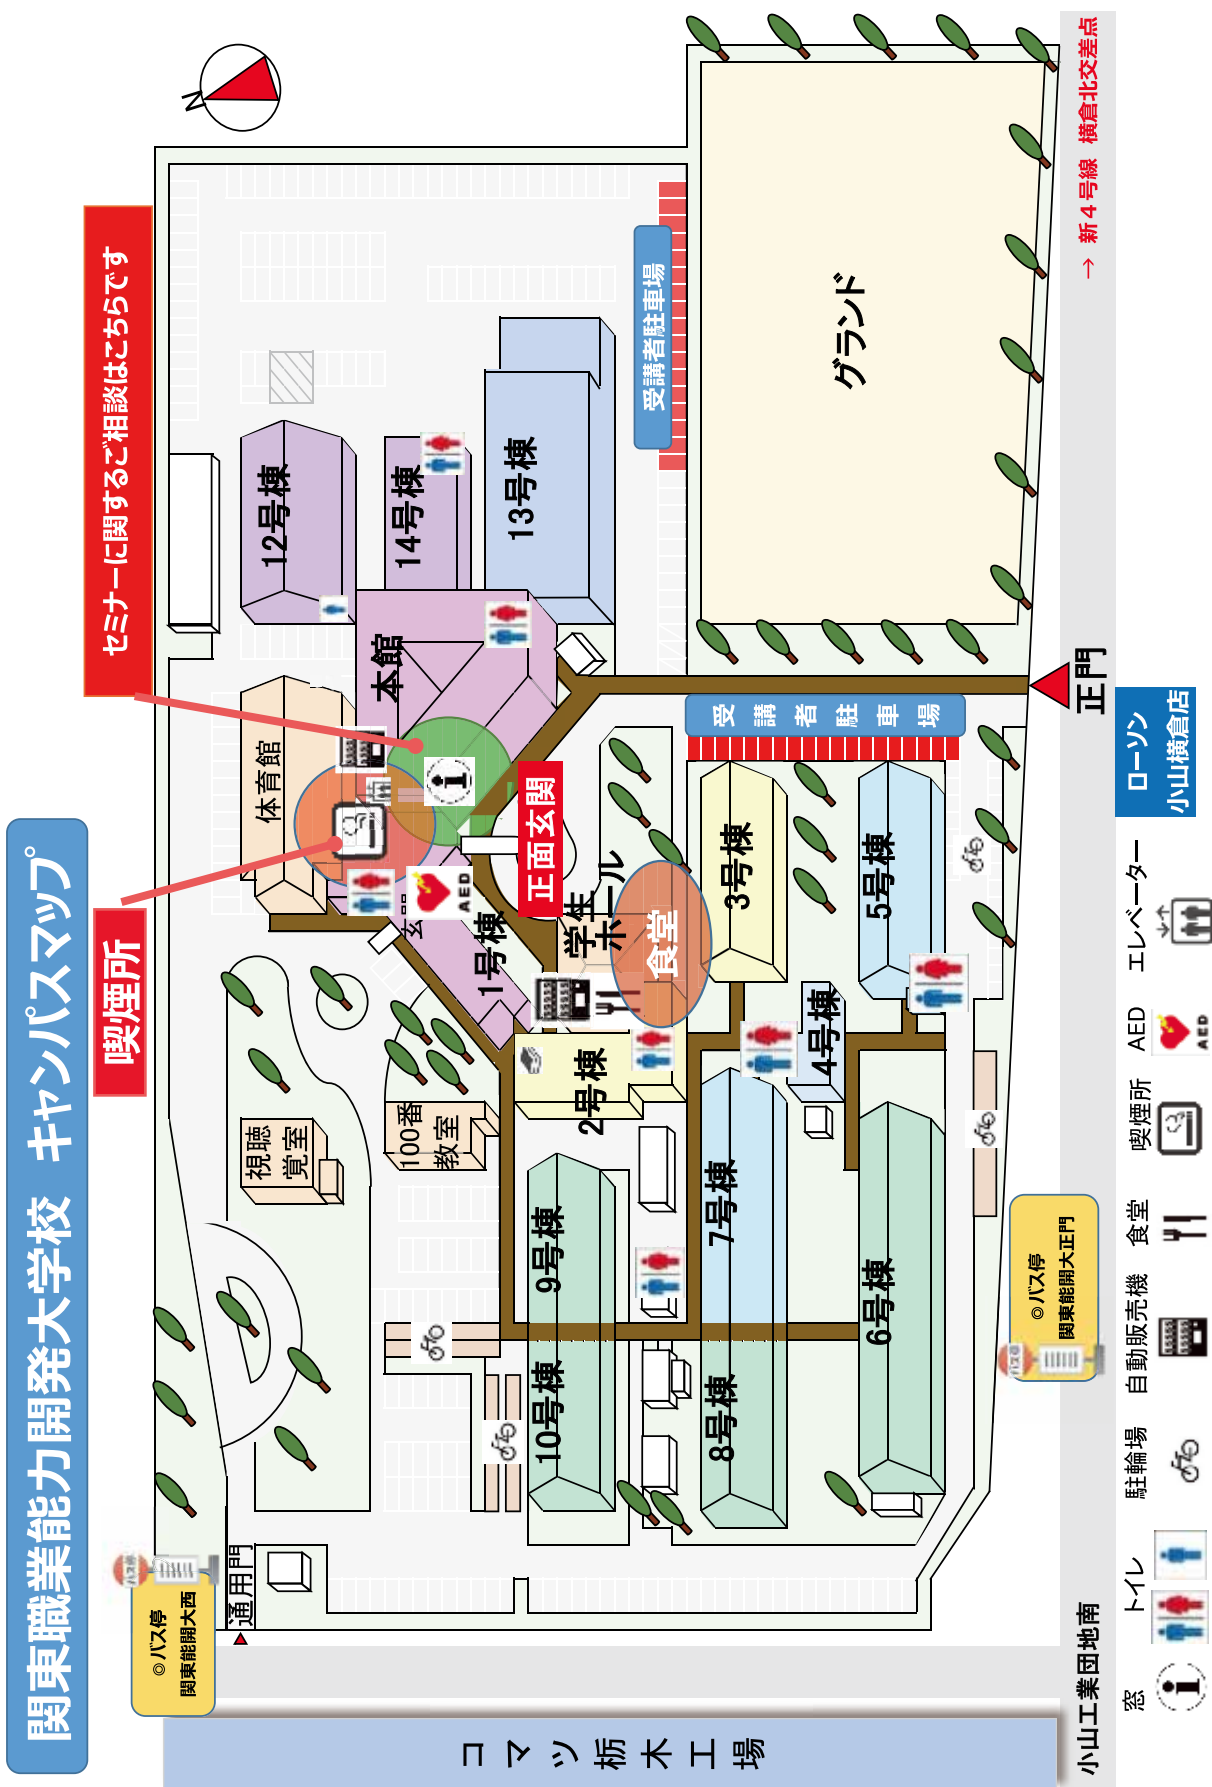 関東職業能力開発大学校 キャンパスマップ
喫煙所
セミナーに関するご相談はこちらです
N
◎バス停
関東能開大西
通用門
コマツ栃木工場
視聴
覚室
100番
教室
体育館
12号棟
14号棟
13号棟
本館
玄関
AED
1号棟
正面玄関
学生
ホール
食堂
2号棟
3号棟
4号棟
5号棟
6号棟
7号棟
8号棟
9号棟
10号棟
受講者駐車場
受講者駐車場
グランド
正門
ローソン
小山横倉店
→ 新4号線 横倉北交差点
◎バス停
関東能開大正門
バス停
バス停
小山工業団地南
窓
トイレ
駐輪場
自動販売機
食堂
喫煙所
AED
エレベーター
AED